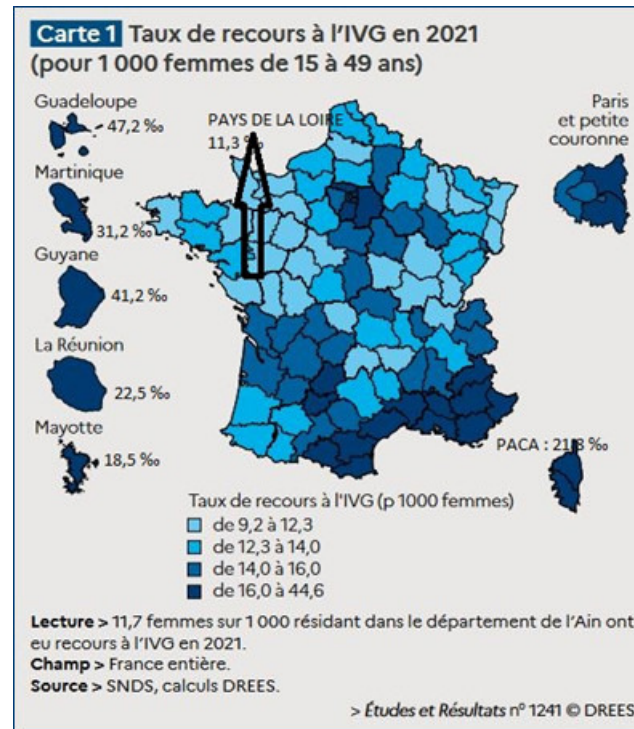 Carte 1 Taux de recours à l'IVG en 2021
(pour 1 000 femmes de 15 à 49 ans)
Guadeloupe
47,2 ‰
PAYS DE LA LOIRE
11,3 ‰
Paris
et petite
couronne
Martinique
31,2 ‰
Guyane
41,2 ‰
La Réunion
22,5 ‰
Mayotte
18,5 ‰
PACA : 21,8 ‰
Taux de recours à l'IVG (p 1000 femmes)
de 9,2 à 12,3
de 12,3 à 14,0
de 14,0 à 16,0
de 16,0 à 44,6
Lecture > 11,7 femmes sur 1 000 résidant dans le département de l'Ain ont
eu recours à l'IVG en 2021.
Champ > France entière.
Source > SNDS, calculs DREES.
> Études et Résultats n° 1241 © DREES